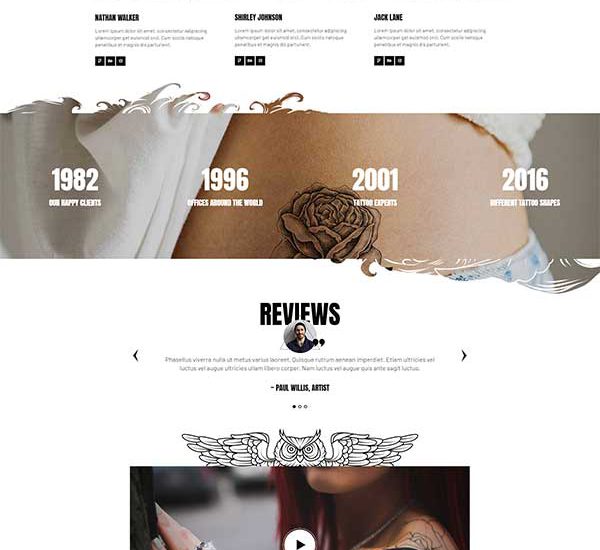 NATHAN WALKER
SHIRLEY JOHNSON
JACK LANE
Lorem ipsum dolor sit amet, consectetur
ullamcorper get euismod orci. Cum sociis natoque
penatibus et magnis dis parturient.
Lorem ipsum dolor sit amet, consectetur
ullamcorper get euismod orci. Cum sociis natoque
penatibus et magnis dis parturient.
Lorem ipsum dolor sit amet, consectetur
ullamcorper get euismod orci. Cum sociis natoque
penatibus et magnis dis parturient.
1982
1996
2001
2016
OUR HAPPY CLIENTS
OFFICES AROUND THE WORLD
TATTOO EXPERTS
DIFFERENT TATTOO SHAPES
REVIEWS
Phasellus viverra nulla ut metus varius laoreet. Quisque rutrum aenean imperdiet. Etiam ultricies vel
luctus vel augue ultricies ullam libero corper. Nam luctus vel augue quis ante sagit luctus.
– PAUL WILLIS, ARTIST